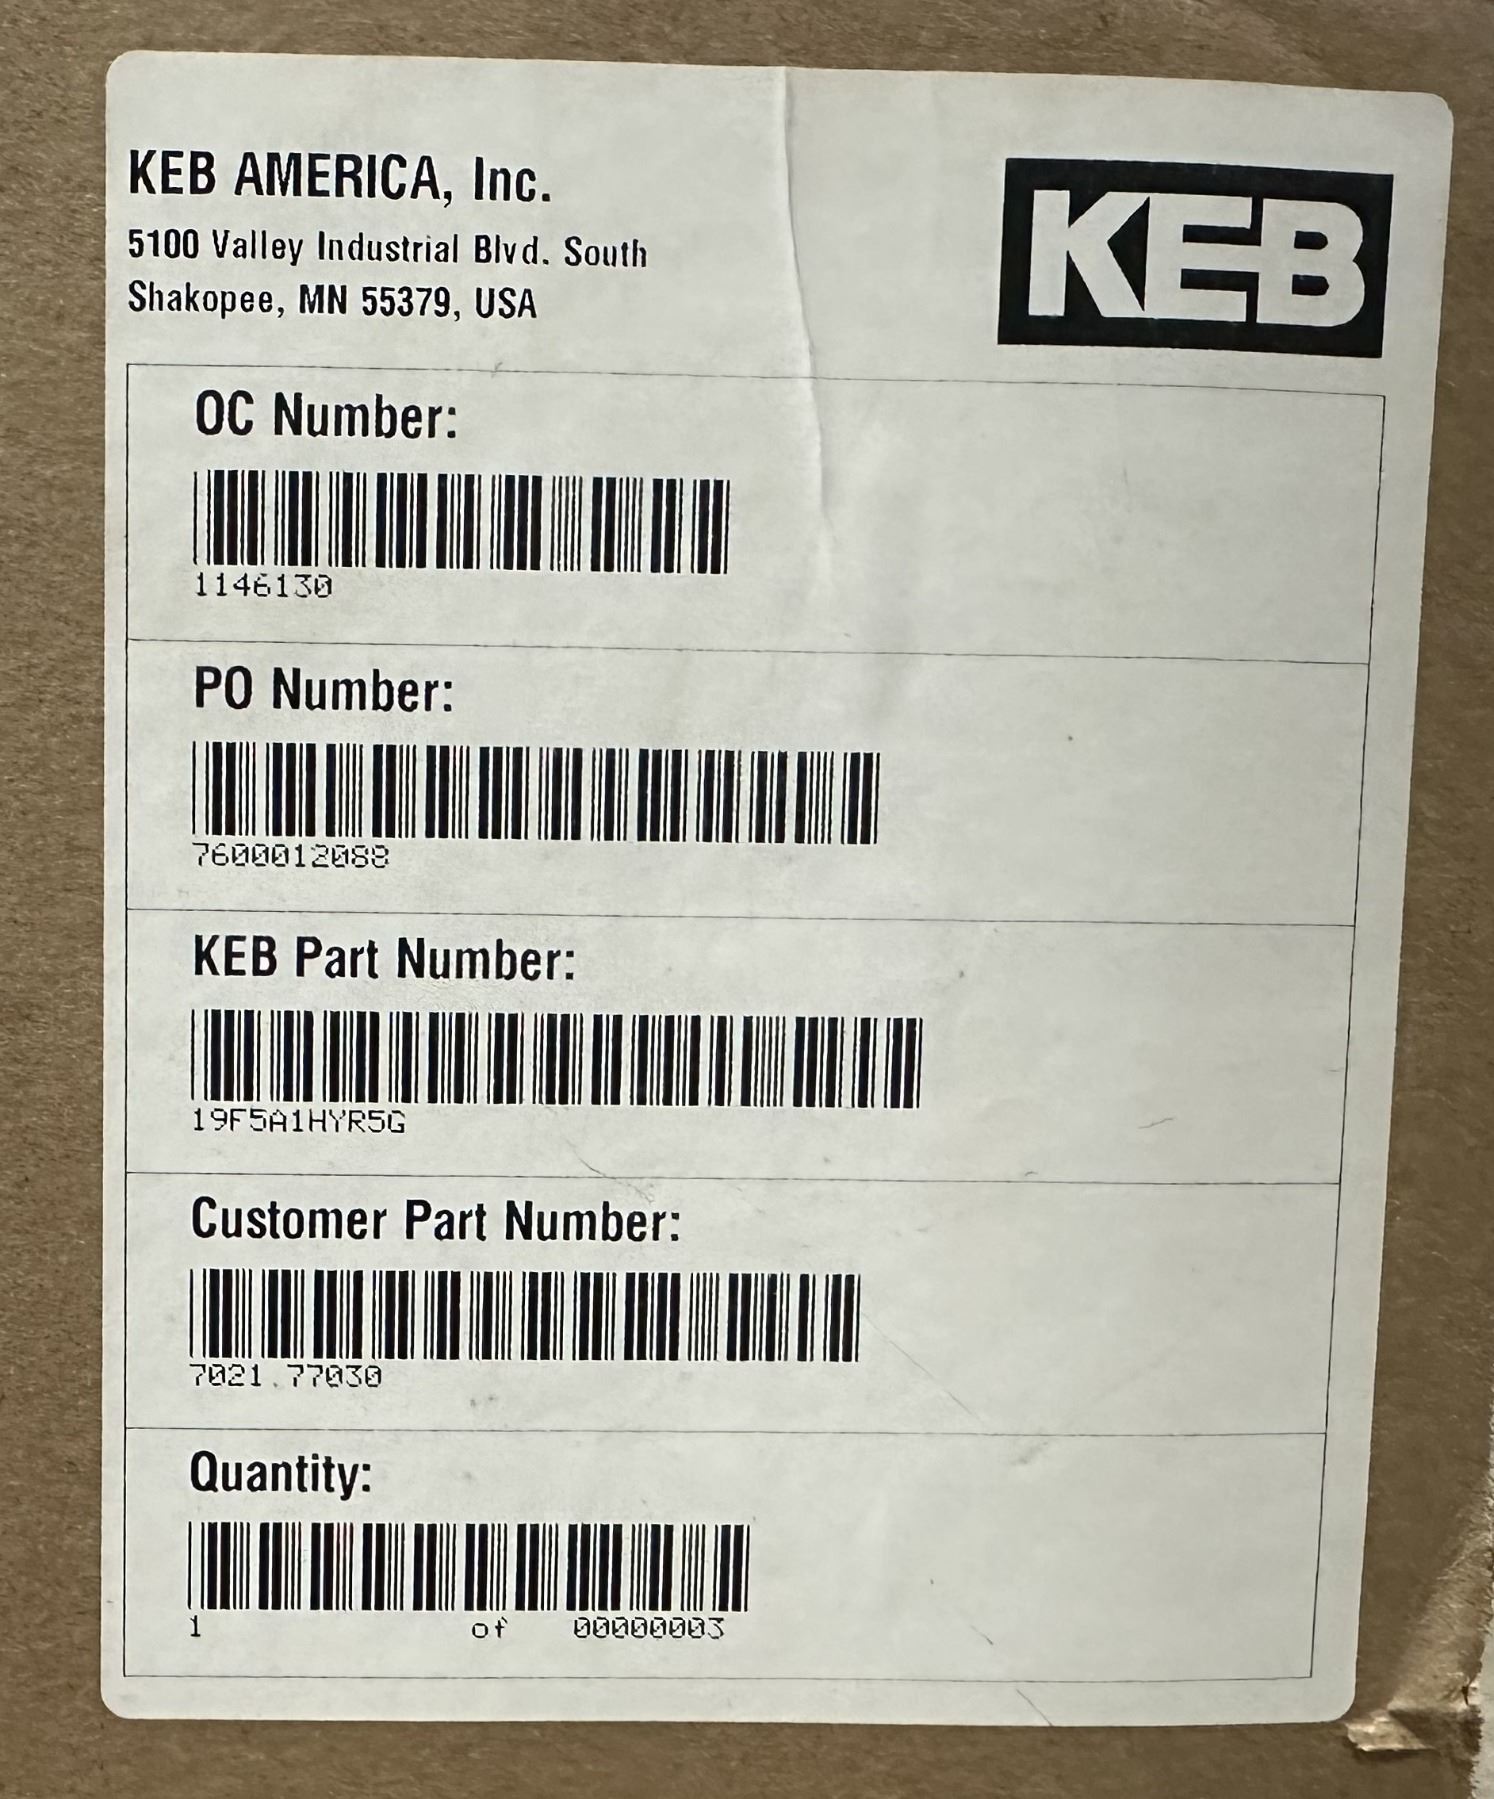 KEB AMERICA, Inc.
5100 Valley Industrial Blvd. South
Shakopee, MN 55379, USA
KEB
OC Number:
1146130
PO Number:
7600012088
KEB Part Number:
19F5A1HYR5G
Customer Part Number:
7021.77030
Quantity:
1 of 00000003